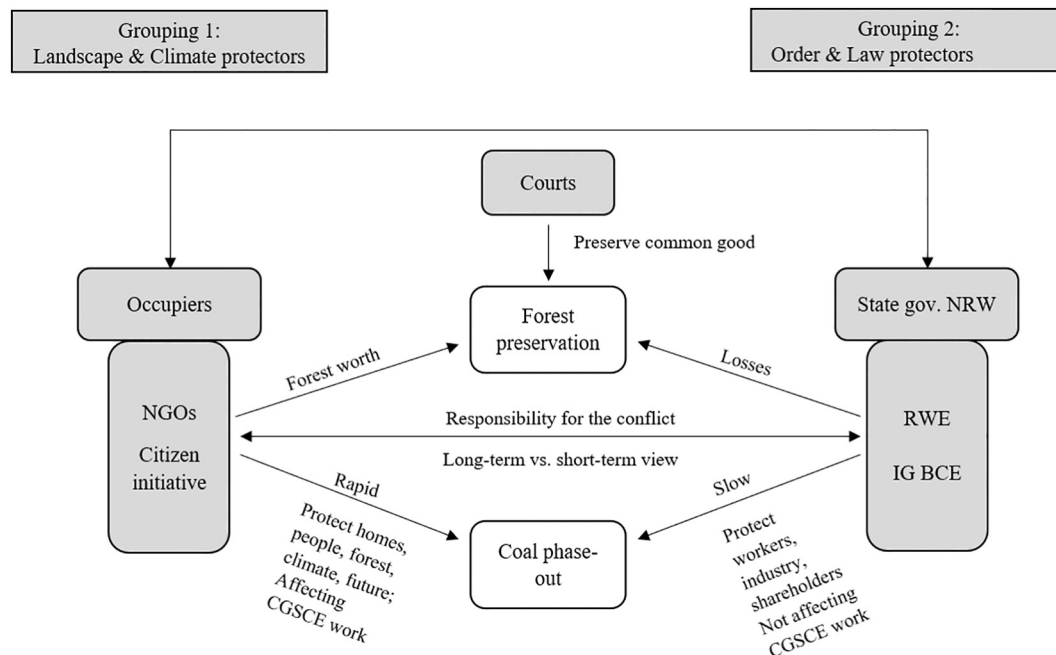 Grouping 1:
Landscape & Climate protectors
Grouping 2:
Order & Law protectors
Courts
Preserve common good
Occupiers
Forest
preservation
State gov. NRW
Forest worth
Losses
NGOs
Citizen
initiative
Responsibility for the conflict
Long-term vs. short-term view
RWE
IG BCE
Rapid
Protect homes,
people, forest,
climate, future;
Affecting
CGSCE work
Coal phase-
out
Slow
Protect
workers,
industry,
shareholders
Not affecting
CGSCE work